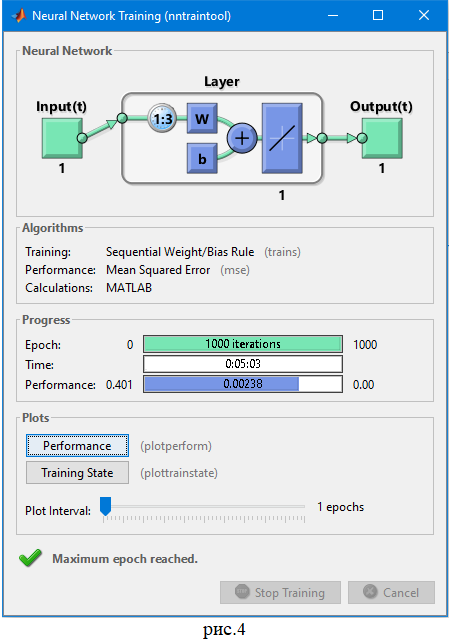 Neural Network Training (nntraintool)
Neural Network
Layer
Input(t)
Output(t)
1:3
W
b
+
1
1
1
Algorithms
Training: Sequential Weight/Bias Rule (trains)
Performance: Mean Squared Error (mse)
Calculations: MATLAB
Progress
Epoch: 0 1000 iterations 1000
Time: 0:05:03
Performance: 0.401 0.00238 0.00
Plots
Performance (plotperform)
Training State (plottrainstate)
Plot Interval: 1 epochs
Maximum epoch reached.
Stop Training Cancel
рис.4